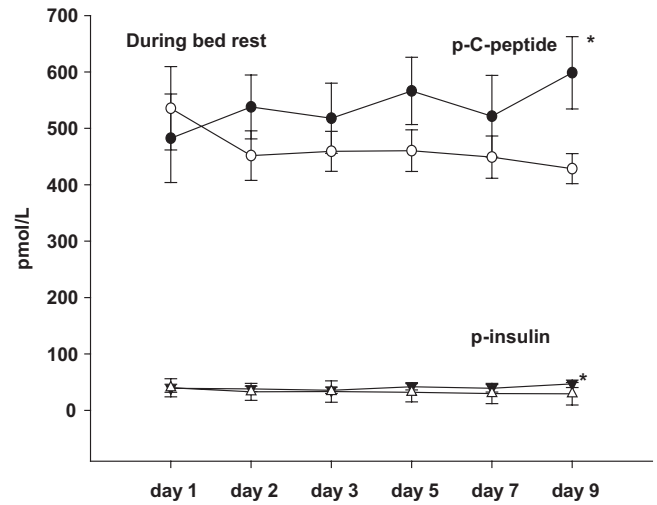 700
During bed rest
p-C-peptide
*
600
500
400
pmol/L
300
200
p-insulin
100
*
0
day 1 day 2 day 3 day 5 day 7 day 9